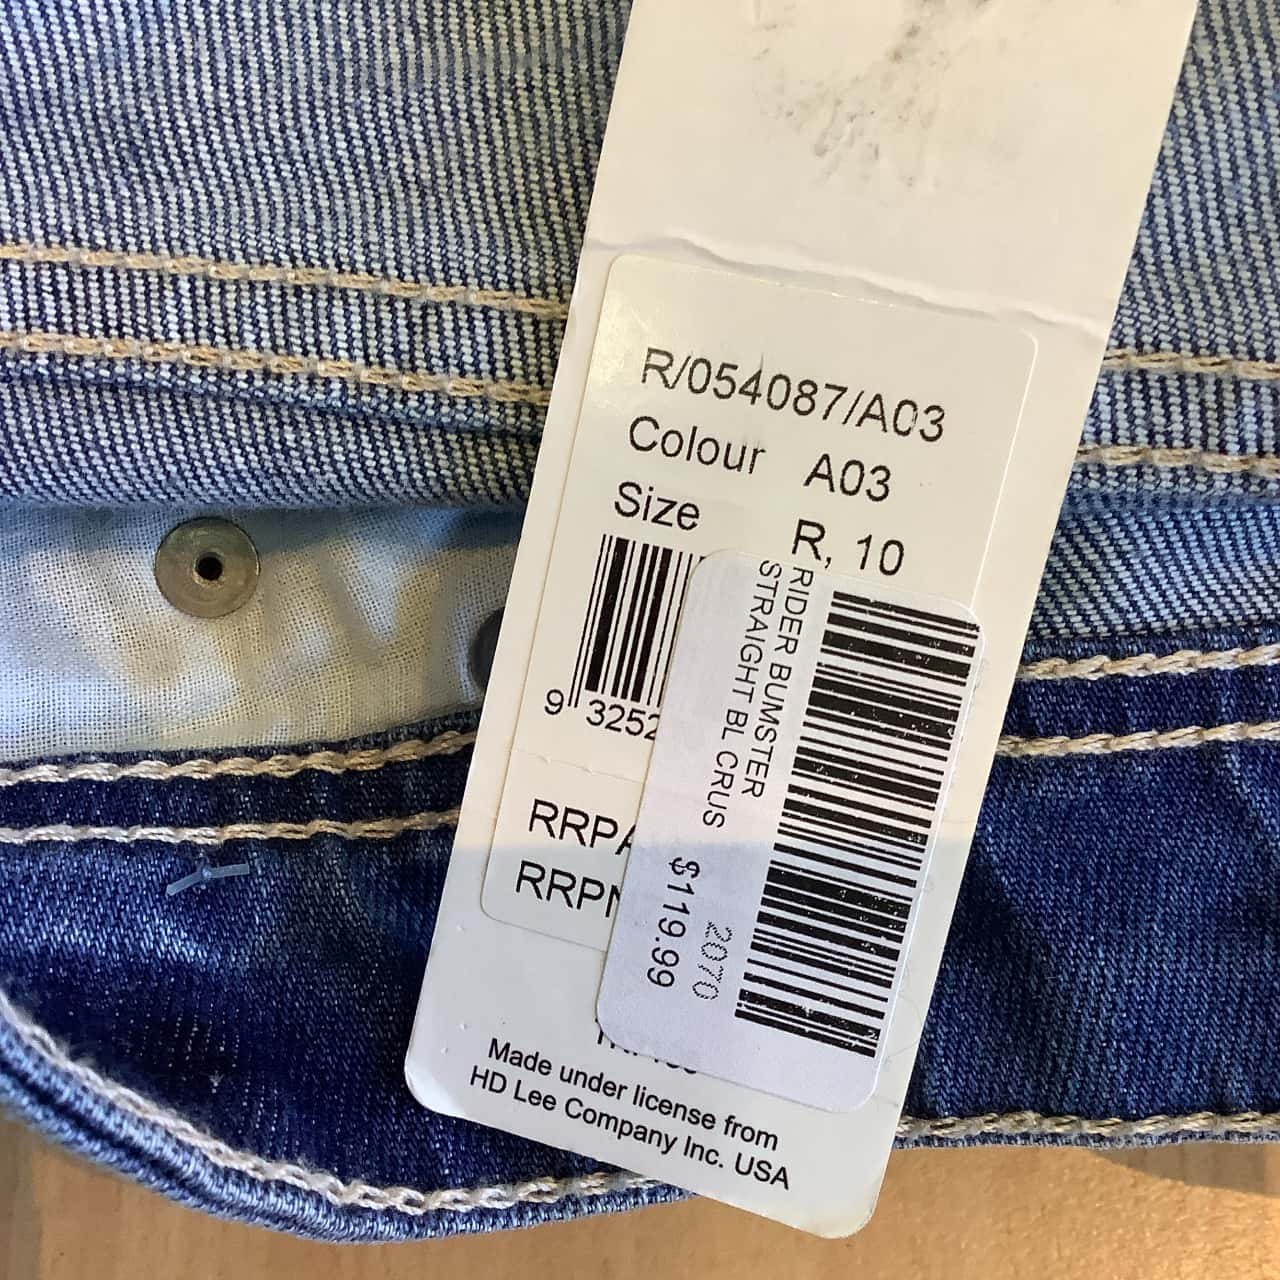 R/054087/A03
Colour A03
Size R, 10
9 3252
RRPA
RRPN
RIDER BUMSTER
STRAIGHT BL CRUS
2070
$119.99
Made under license from
HD Lee Company Inc. USA